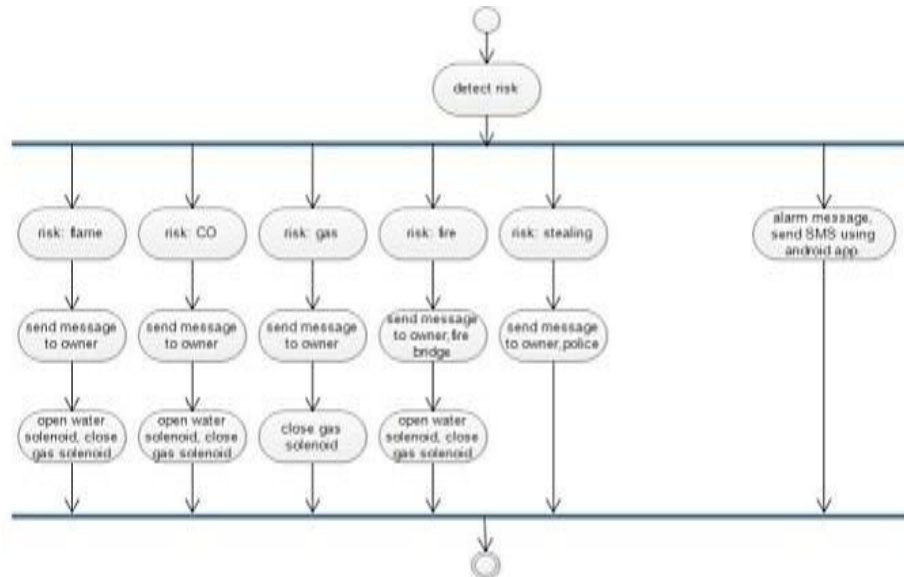 detect risk
risk: flame
risk: CO
risk: gas
risk: fire
risk: stealing
alarm message,
send SMS using
android app
send message
to owner
send message
to owner
send message
to owner
send message
to owner,fire
bridge
send message
to owner,police
open water
solenoid, close
gas solenoid
open water
solenoid, close
gas solenoid
close gas
solenoid
open water
solenoid, close
gas solenoid